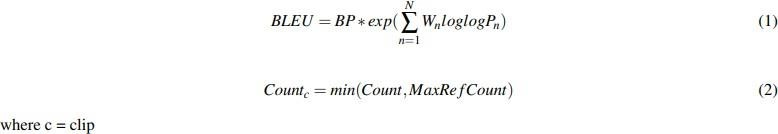 BLEU = BP ∗ exp(∑_{n=1}^{N} W_n loglogP_n) (1)
Count_c = min(Count, MaxRefCount) (2)
where c = clip